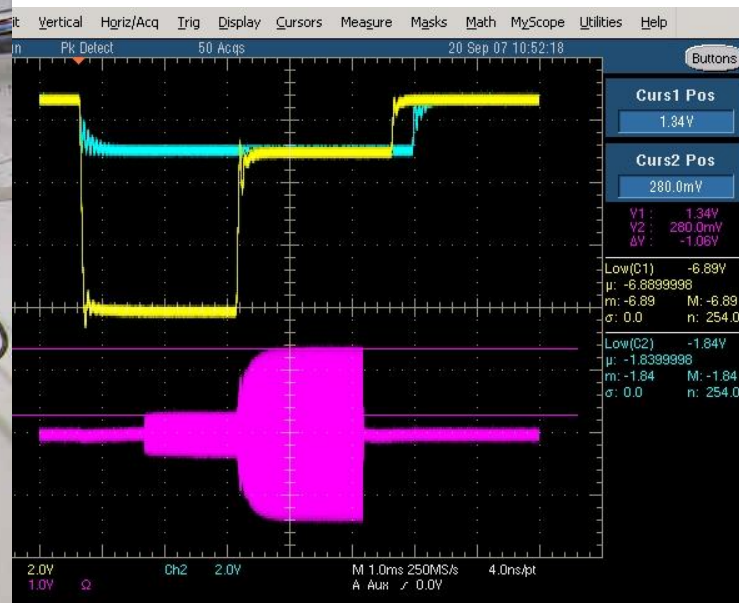 it Vertical Horiz/Acq Trig Display Cursors Measure Masks Math MyScope Utilities Help
n Pk Detect 50 Acqs 20 Sep 07 10:52:18
Buttons
Curs1 Pos
1.34V
Curs2 Pos
280.0mV
V1 : 1.34V
V2 : 280.0mV
ΔV : -1.06V
Low(C1) -6.89V
μ: -6.8899998
m: -6.89 M: -6.89
σ: 0.0 n: 254.0
Low(C2) -1.84V
μ: -1.8399998
m: -1.84 M: -1.84
σ: 0.0 n: 254.0
2.0V Ch2 2.0V M 1.0ms 250MS/s 4.0ns/pt
1.0V Ω A Aux ⁄ 0.0V